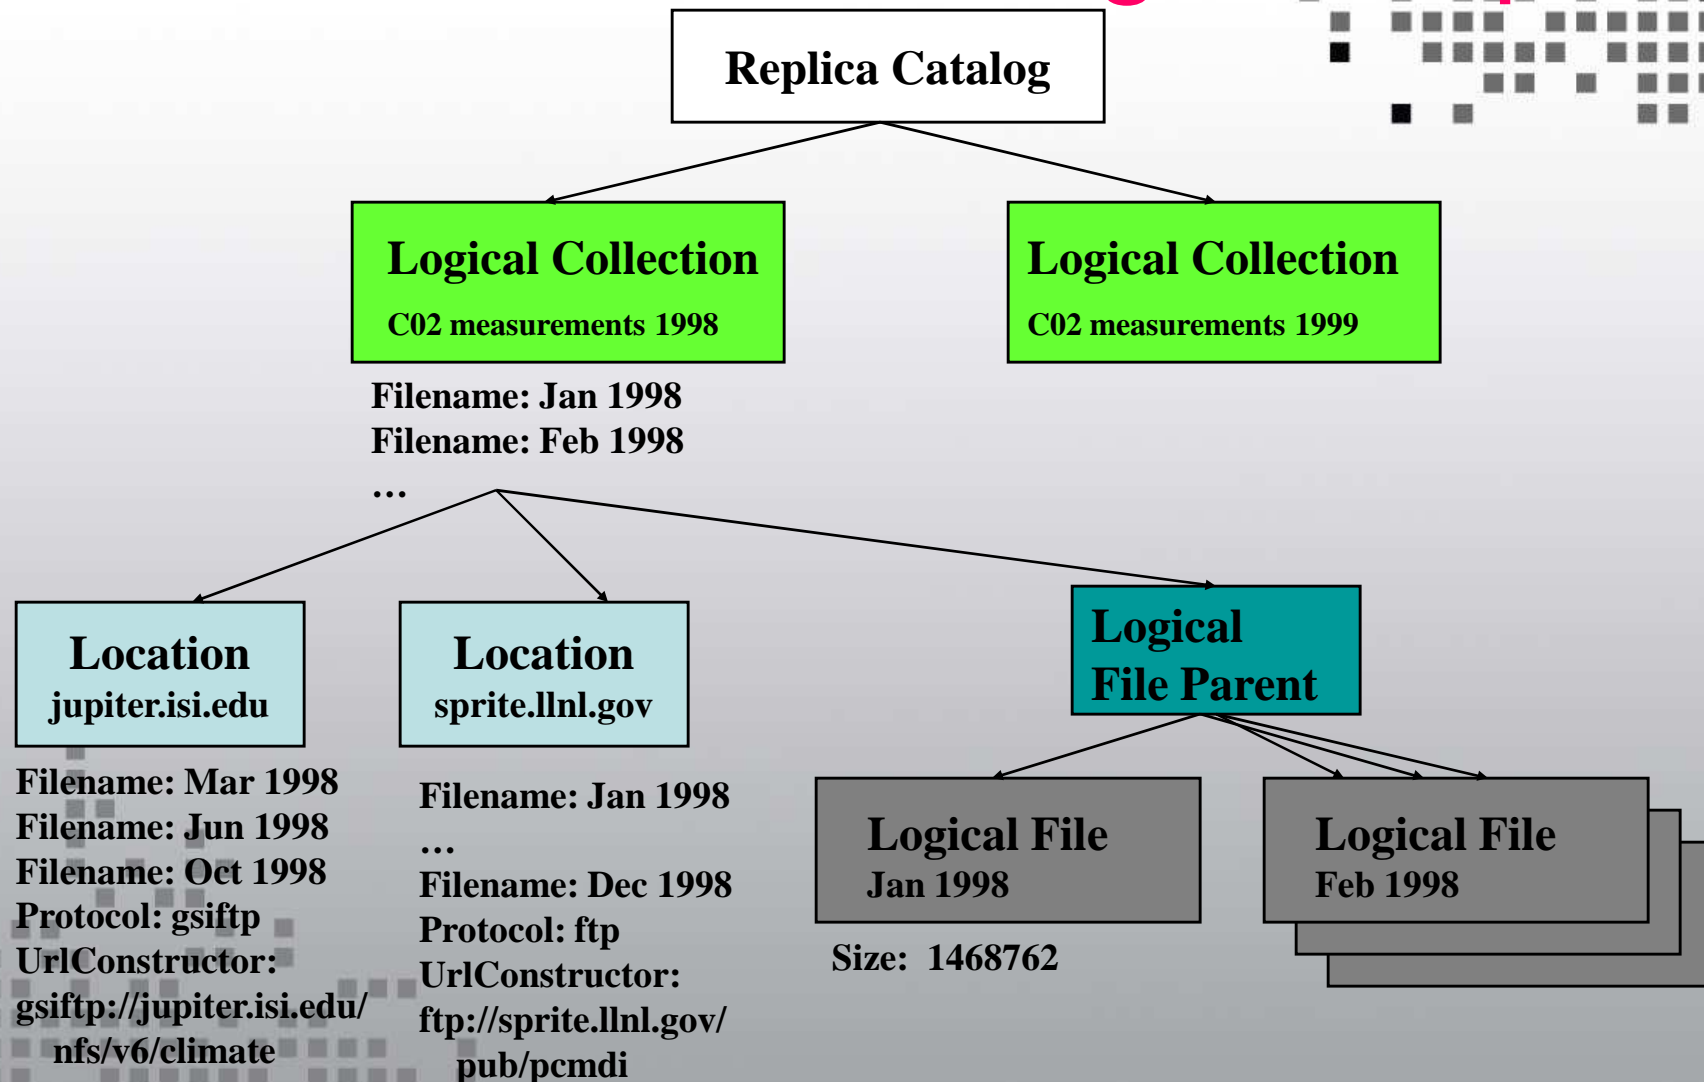 Replica Catalog
Logical Collection
C02 measurements 1998
Logical Collection
C02 measurements 1999
Filename: Jan 1998
Filename: Feb 1998
…
Location
jupiter.isi.edu
Location
sprite.llnl.gov
Logical
File Parent
Filename: Mar 1998
Filename: Jun 1998
Filename: Oct 1998
Protocol: gsiftp
UrlConstructor:
gsiftp://jupiter.isi.edu/
nfs/v6/climate
Filename: Jan 1998
…
Filename: Dec 1998
Protocol: ftp
UrlConstructor:
ftp://sprite.llnl.gov/
pub/pcmdi
Logical File
Jan 1998
Size: 1468762
Logical File
Feb 1998